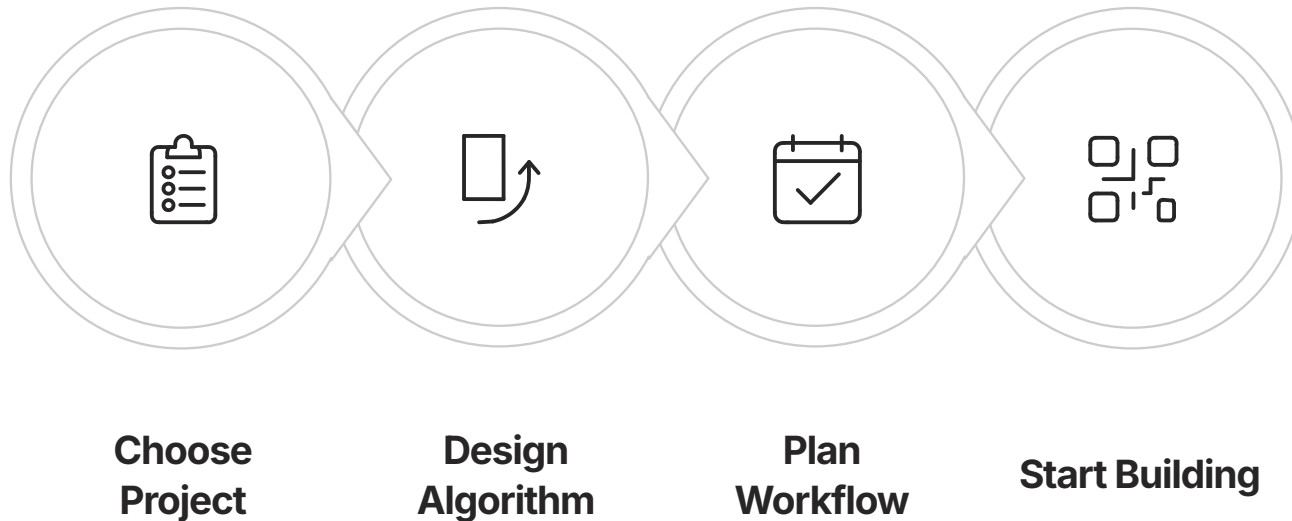 Choose
Project
Design
Algorithm
Plan
Workflow
Start Building